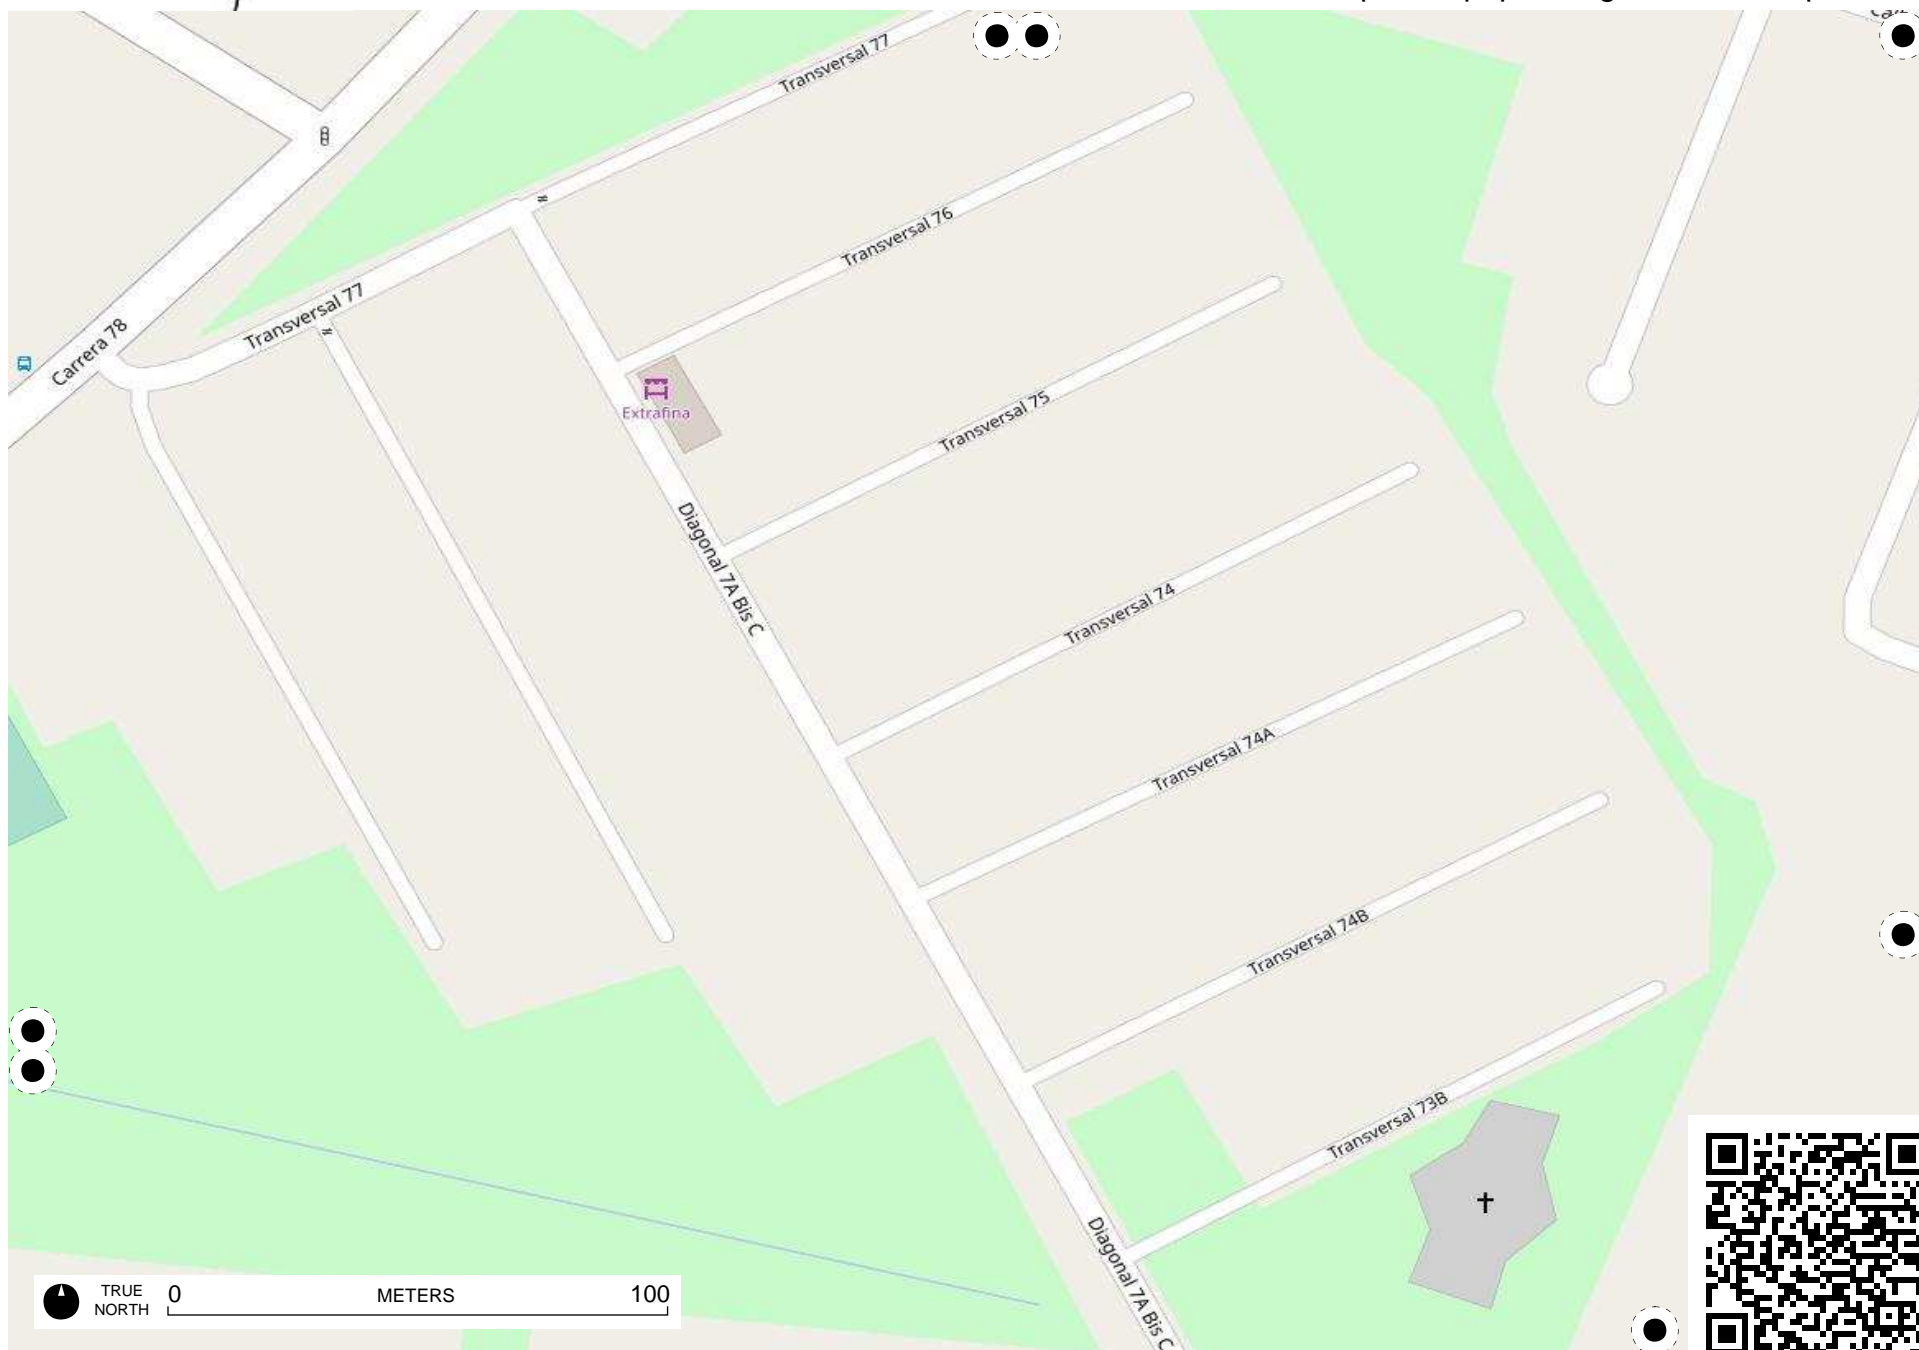 Transversal 77
Transversal 76
Transversal 77
Carrera 78
Extrafina
Transversal 75
Diagonal 7A Bis C
Transversal 74
Transversal 74A
Transversal 74B
Transversal 73B
Diagonal 7A Bis C
TRUE
NORTH
0 METERS 100